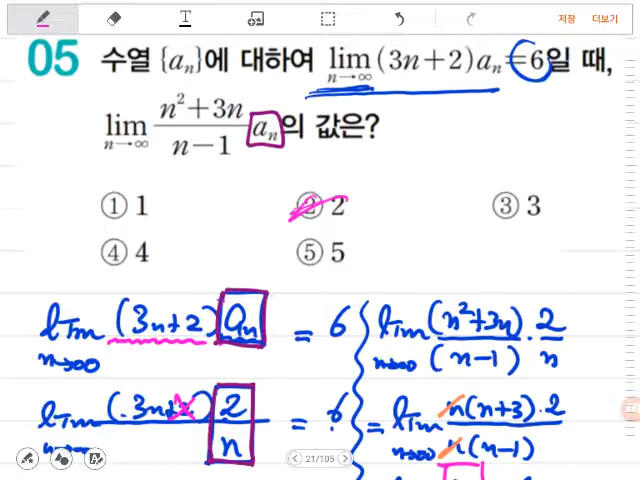 저장 더보기
05 수열 {aₙ}에 대하여 lim_{n→∞} (3n+2)aₙ=6일 때,
lim_{n→∞} (n²+3n)/(n−1) aₙ의 값은?
① 1 ② 2 ③ 3
④ 4 ⑤ 5
lim_{n→∞} (3n+2) aₙ = 6
lim_{n→∞} (n²+3n)/(n−1) · 2/n
lim (3n+2) 2/n = 6
= lim_{n→∞} n(n+3)·2 / n(n−1)
21/105